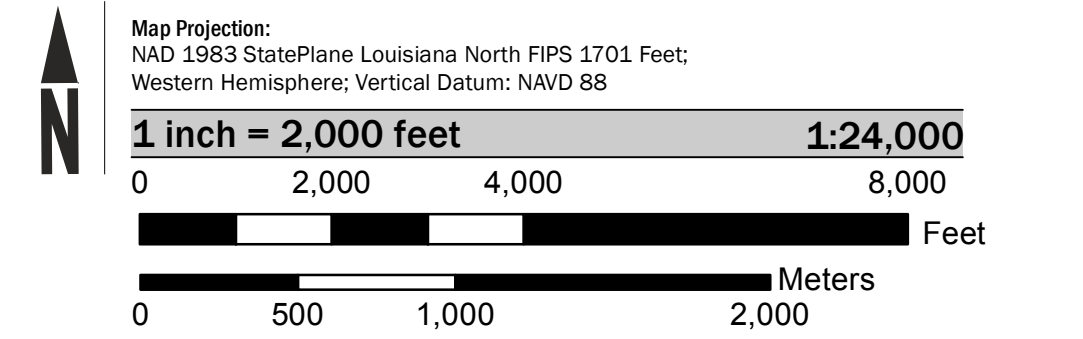 N
Map Projection:
NAD 1983 StatePlane Louisiana North FIPS 1701 Feet;
Western Hemisphere; Vertical Datum: NAVD 88
1 inch = 2,000 feet 1:24,000
0 2,000 4,000 8,000
Feet
Meters
0 500 1,000 2,000